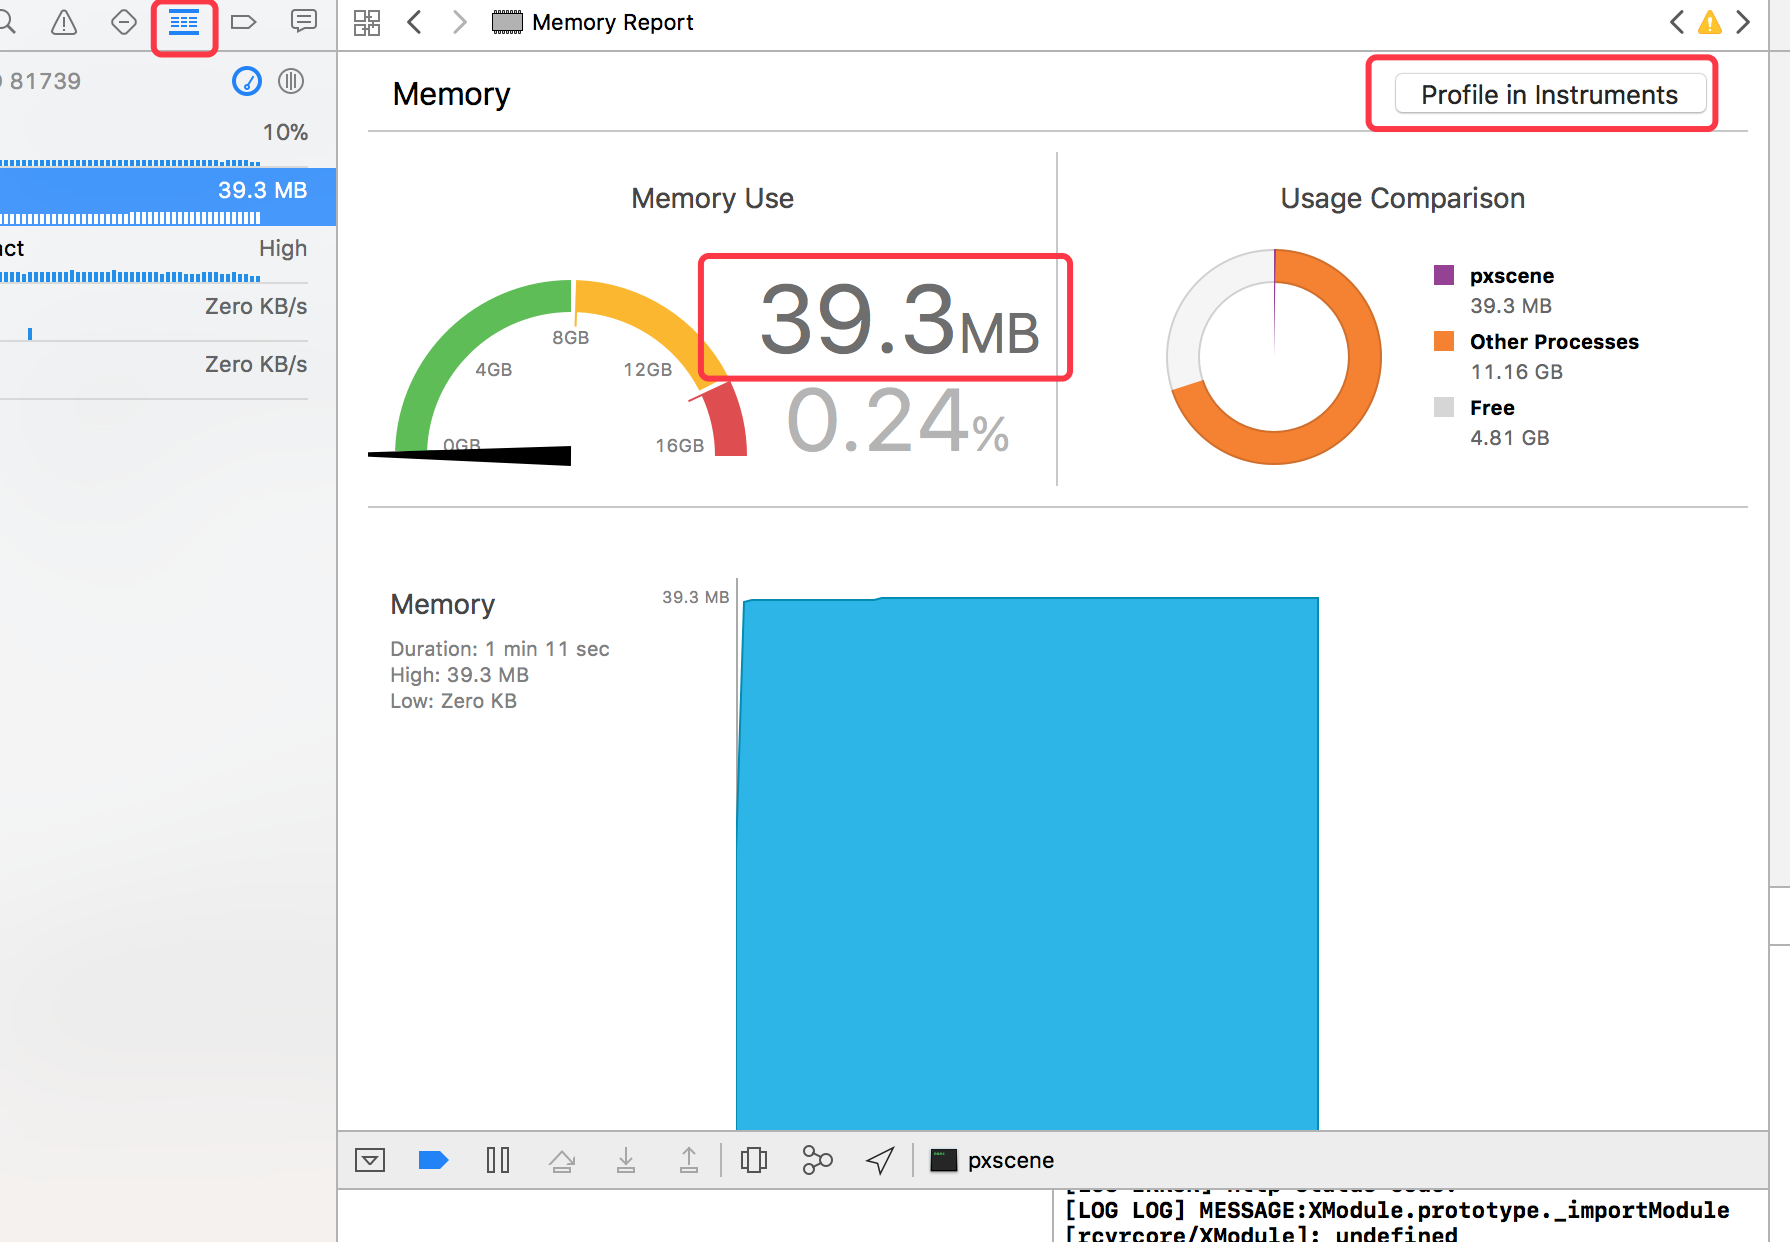 Memory Report
81739
10%
39.3 MB
High
Zero KB/s
Zero KB/s
Memory
Profile in Instruments
Memory Use
0GB
4GB
8GB
12GB
16GB
39.3MB
0.24%
Usage Comparison
pxscene
39.3 MB
Other Processes
11.16 GB
Free
4.81 GB
Memory
Duration: 1 min 11 sec
High: 39.3 MB
Low: Zero KB
39.3 MB
pxscene
[LOG LOG] MESSAGE:XModule.prototype._importModule
[rcvrcore/XModule]: undefined